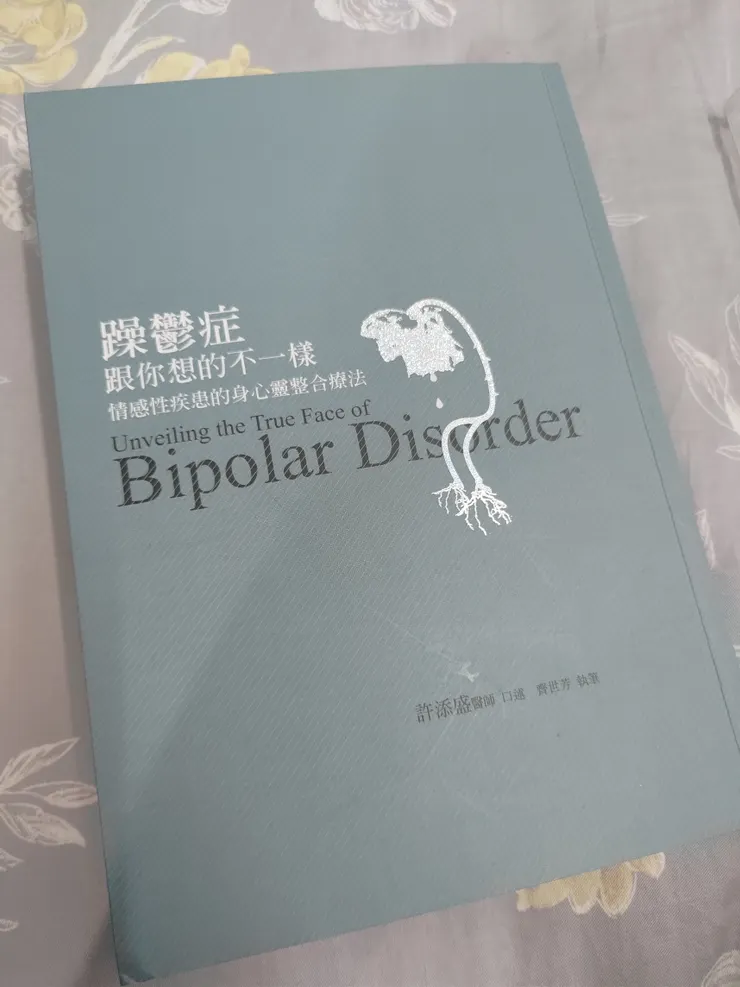 躁鬱症
跟你想的不一樣
情感性疾患的身心靈整合療法
Unveiling the True Face of
Bipolar Disorder
許添盛醫師 口述 齊世芳 執筆